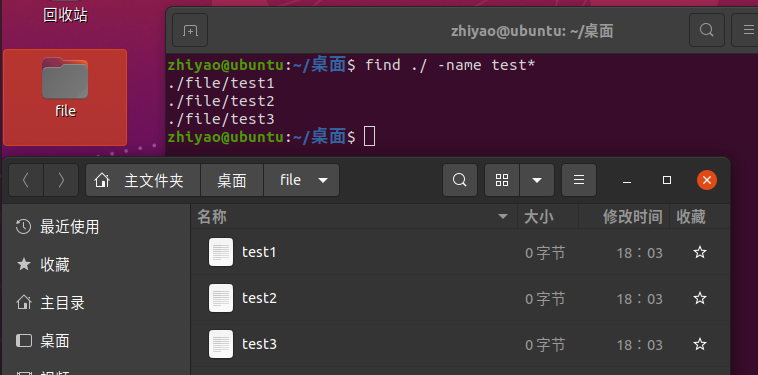 回收站
file
zhiyao@ubuntu: ~/桌面
zhiyao@ubuntu:~/桌面$ find ./ -name test*
./file/test1
./file/test2
./file/test3
zhiyao@ubuntu:~/桌面$
主文件夹 桌面 file
最近使用
收藏
主目录
桌面
名称 大小 修改时间 收藏
test1 0 字节 18：03
test2 0 字节 18：03
test3 0 字节 18：03